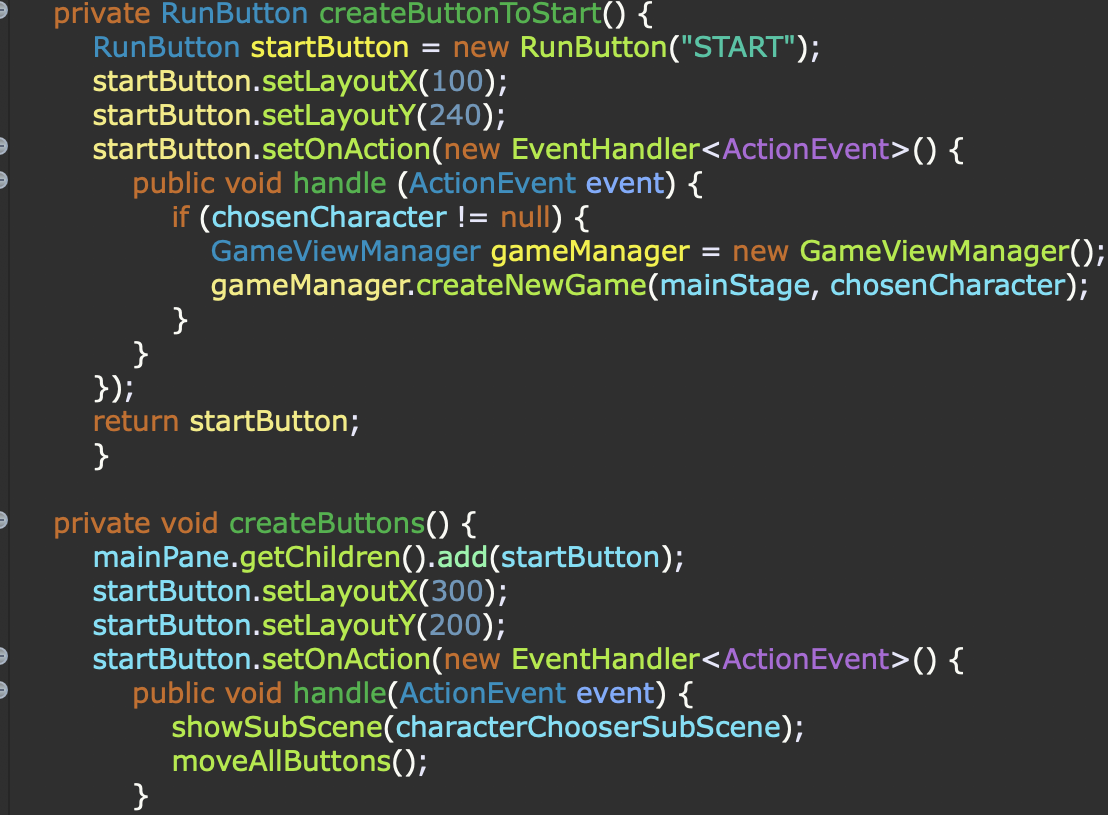 private RunButton createButtonToStart() {
RunButton startButton = new RunButton("START");
startButton.setLayoutX(100);
startButton.setLayoutY(240);
startButton.setOnAction(new EventHandler<ActionEvent>() {
public void handle (ActionEvent event) {
if (chosenCharacter != null) {
GameViewManager gameManager = new GameViewManager();
gameManager.createNewGame(mainStage, chosenCharacter);
}
}
});
return startButton;
}
private void createButtons() {
mainPane.getChildren().add(startButton);
startButton.setLayoutX(300);
startButton.setLayoutY(200);
startButton.setOnAction(new EventHandler<ActionEvent>() {
public void handle(ActionEvent event) {
showSubScene(characterChooserSubScene);
moveAllButtons();
}